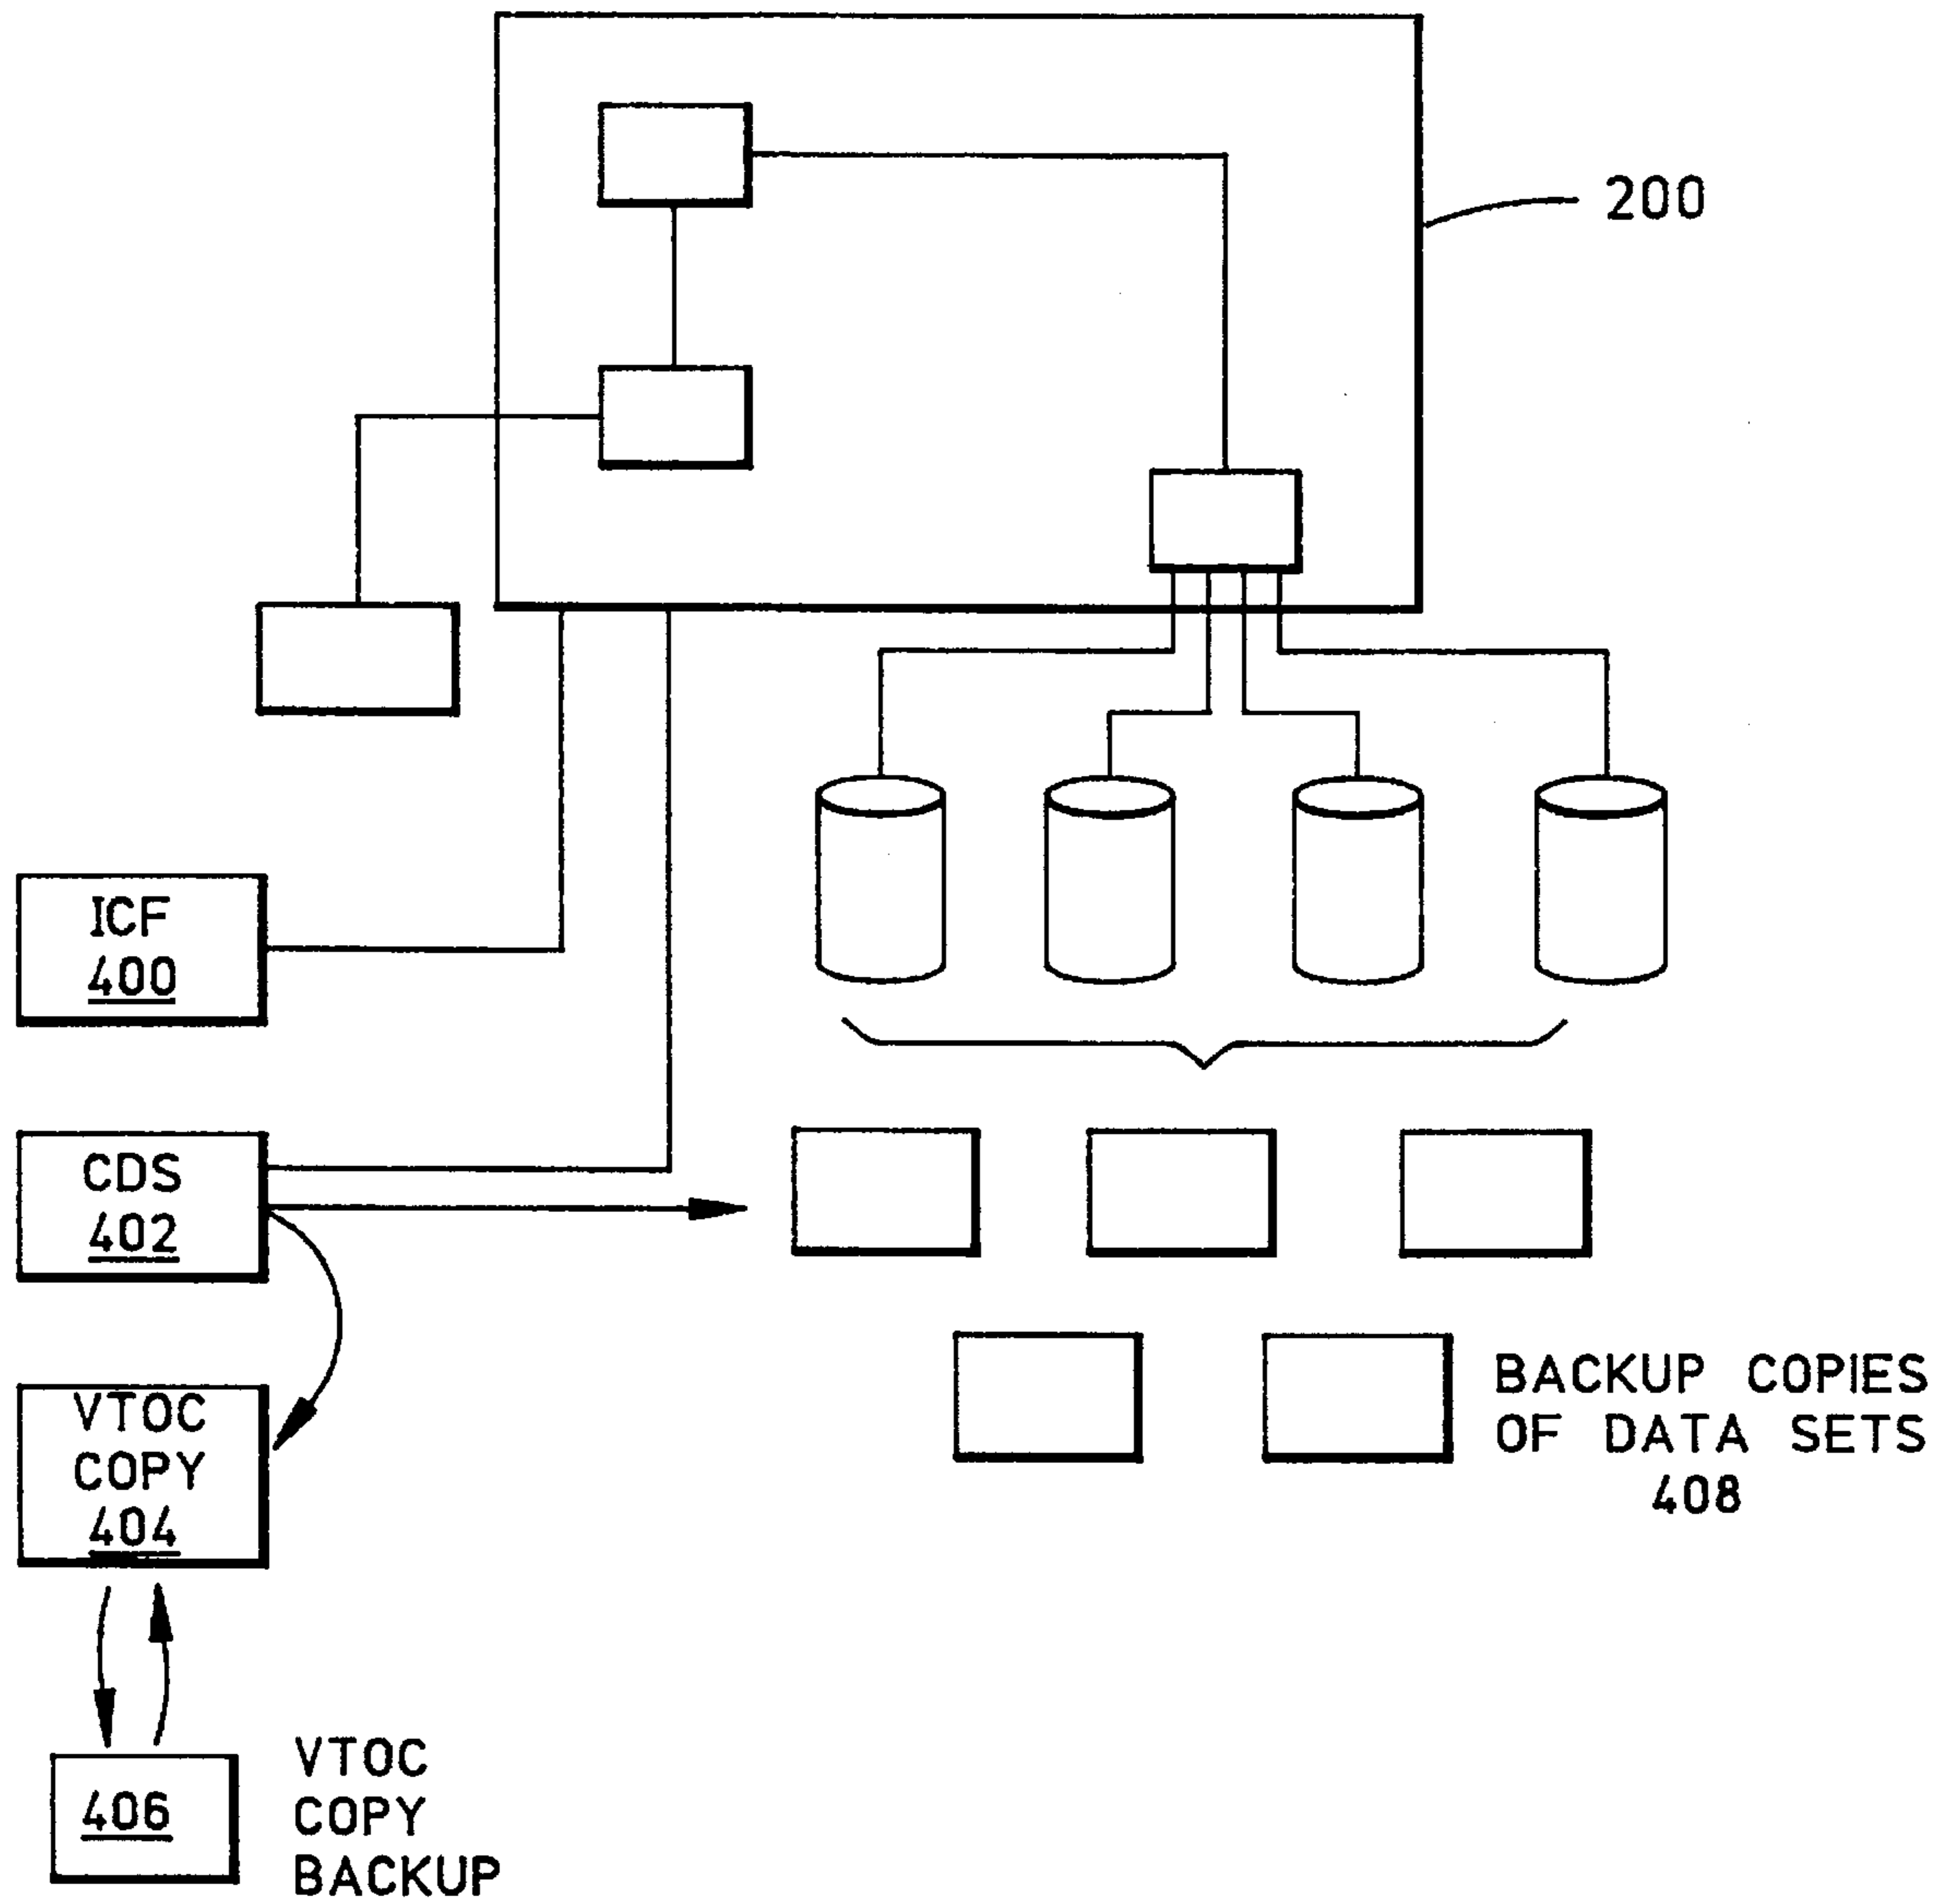 200
ICF
400
CDS
402
VTOC
COPY
404
BACKUP COPIES
OF DATA SETS
408
406
VTOC
COPY
BACKUP